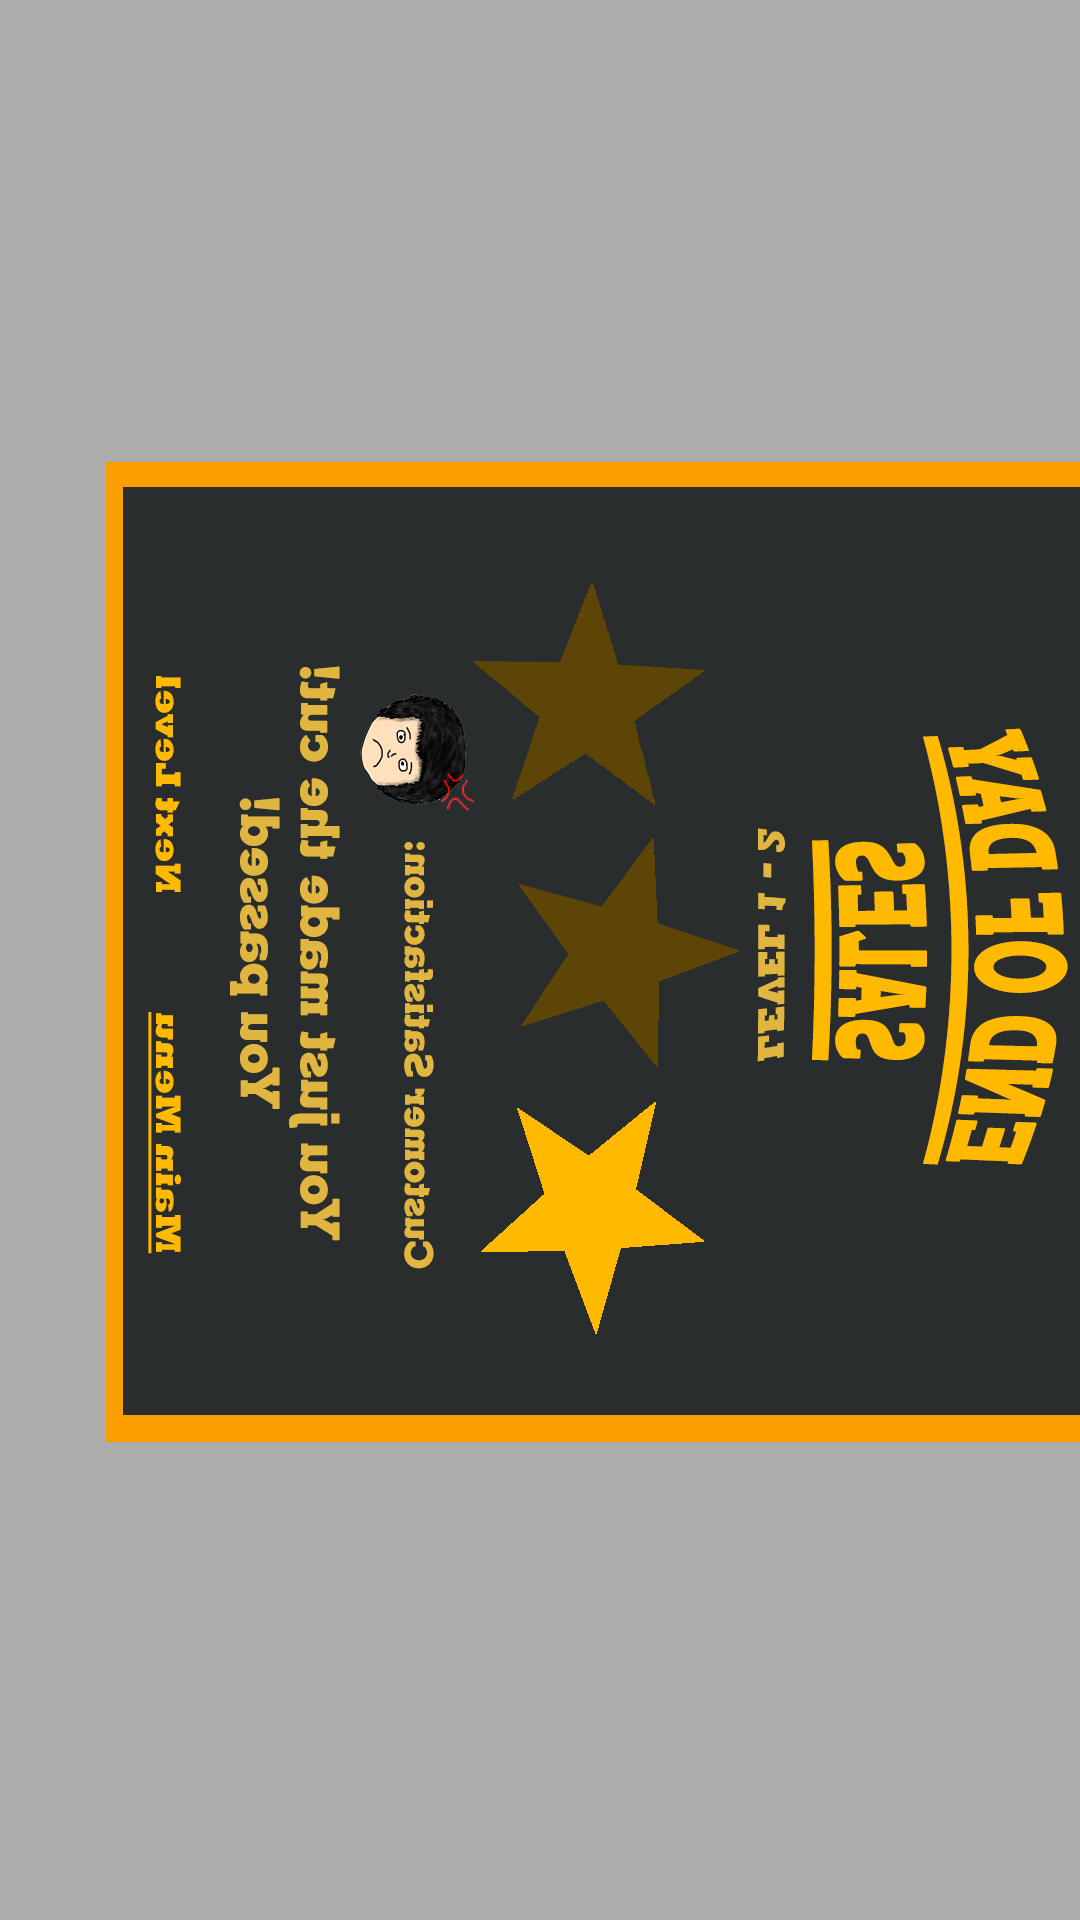 END OF DAY
SALES
LEVEL 1 - 2
Customer Satisfaction:
You just made the cut!
You passed!
Main Menu
Next Level